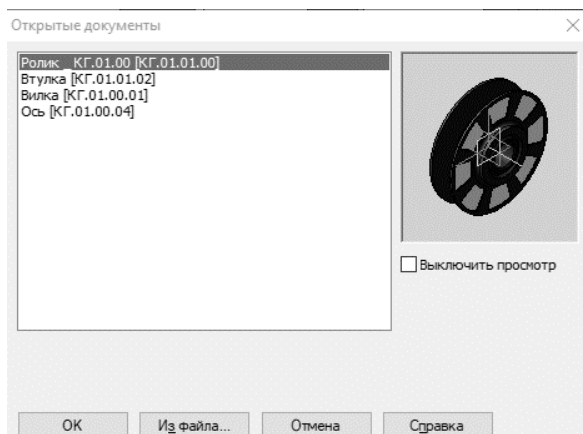 Открытые документы
Ролик _ КГ.01.00 [КГ.01.01.00]
Втулка [КГ.01.01.02]
Вилка [КГ.01.00.01]
Ось [КГ.01.00.04]
Выключить просмотр
ОК
Из файла...
Отмена
Справка